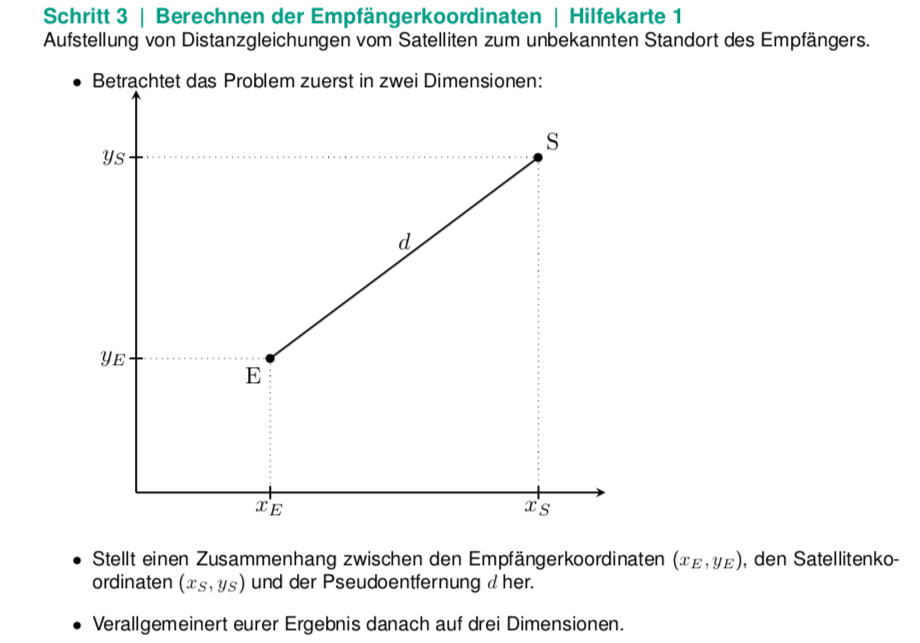 Schritt 3 | Berechnen der Empfängerkoordinaten | Hilfekarte 1
Aufstellung von Distanzgleichungen vom Satelliten zum unbekannten Standort des Empfängers.
• Betrachtet das Problem zuerst in zwei Dimensionen:
S
y_S
d
y_E
E
x_E
x_S
• Stellt einen Zusammenhang zwischen den Empfängerkoordinaten (x_E, y_E), den Satellitenko-
ordinaten (x_S, y_S) und der Pseudoentfernung d her.
• Verallgemeinert eurer Ergebnis danach auf drei Dimensionen.